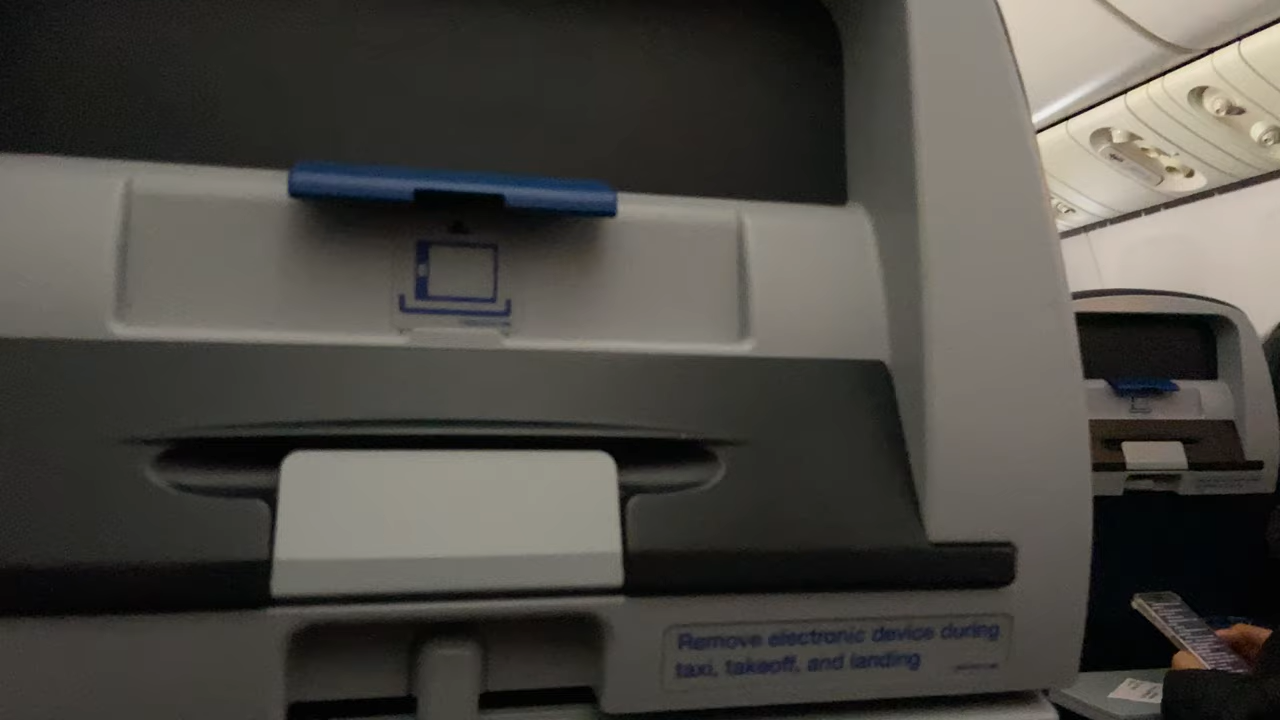 Remove electronic device during
taxi, takeoff, and landing